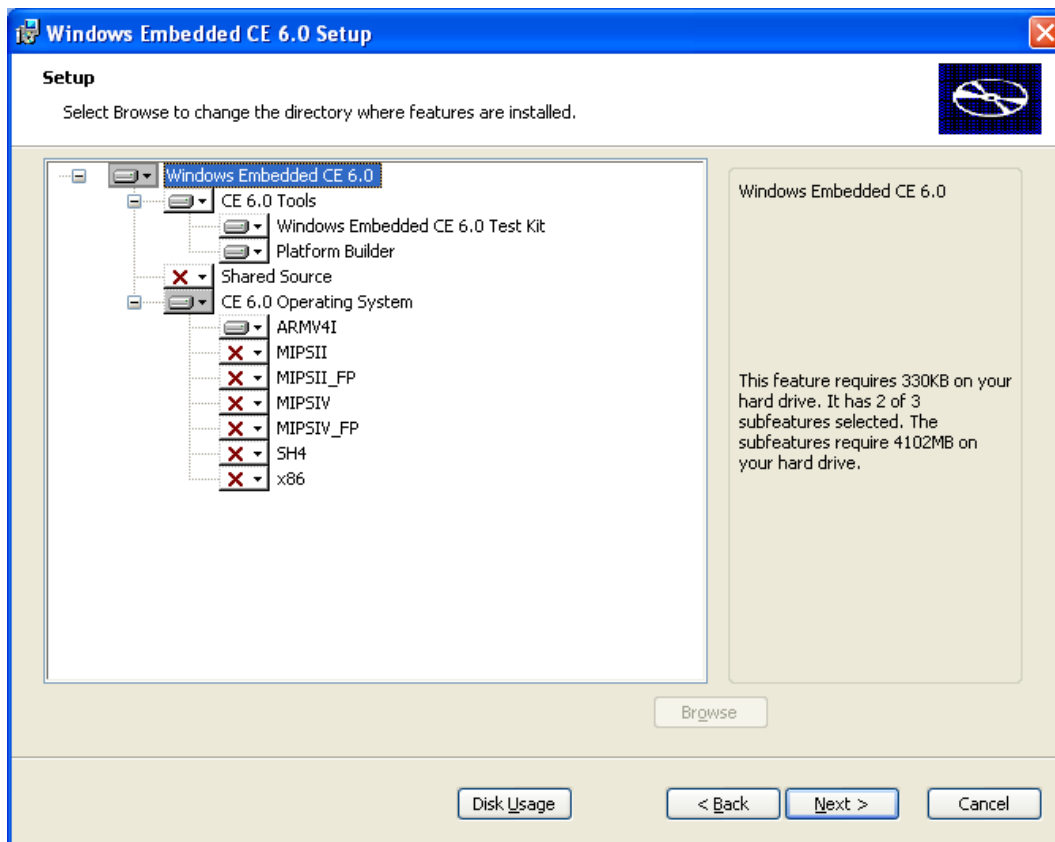 Windows Embedded CE 6.0 Setup
Setup
Select Browse to change the directory where features are installed.
Windows Embedded CE 6.0
CE 6.0 Tools
Windows Embedded CE 6.0 Test Kit
Platform Builder
Shared Source
CE 6.0 Operating System
ARMV4I
MIPSII
MIPSII_FP
MIPSIV
MIPSIV_FP
SH4
x86
Windows Embedded CE 6.0
This feature requires 330KB on your
hard drive. It has 2 of 3
subfeatures selected. The
subfeatures require 4102MB on
your hard drive.
Browse
Disk Usage
< Back
Next >
Cancel